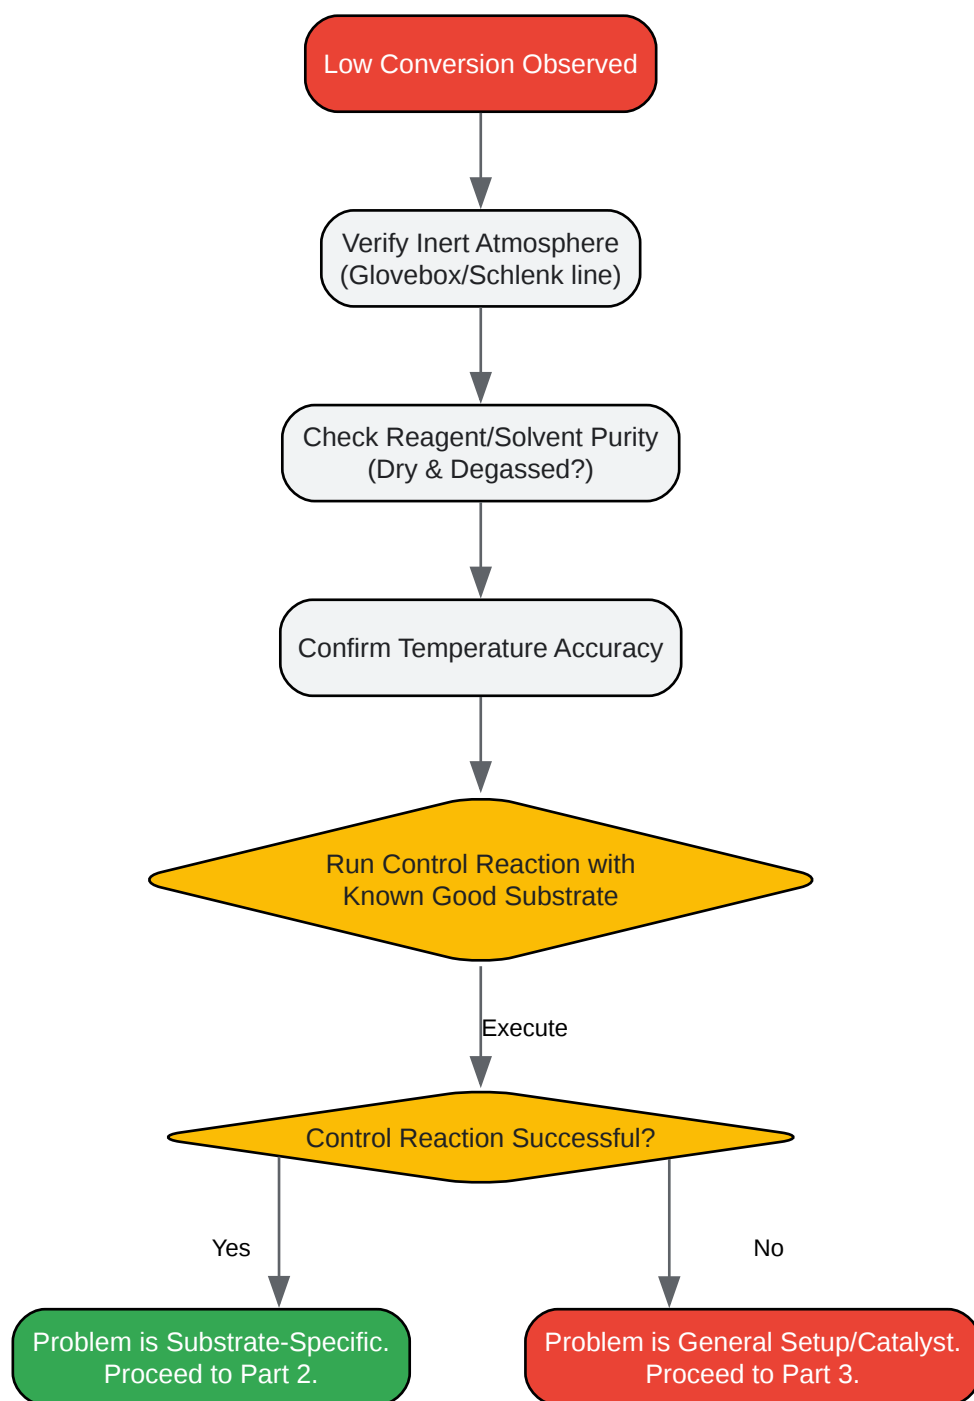 Low Conversion Observed
Verify Inert Atmosphere
(Glovebox/Schlenk line)
Check Reagent/Solvent Purity
(Dry & Degassed?)
Confirm Temperature Accuracy
Run Control Reaction with
Known Good Substrate
Execute
Control Reaction Successful?
Yes
No
Problem is Substrate-Specific.
Proceed to Part 2.
Problem is General Setup/Catalyst.
Proceed to Part 3.